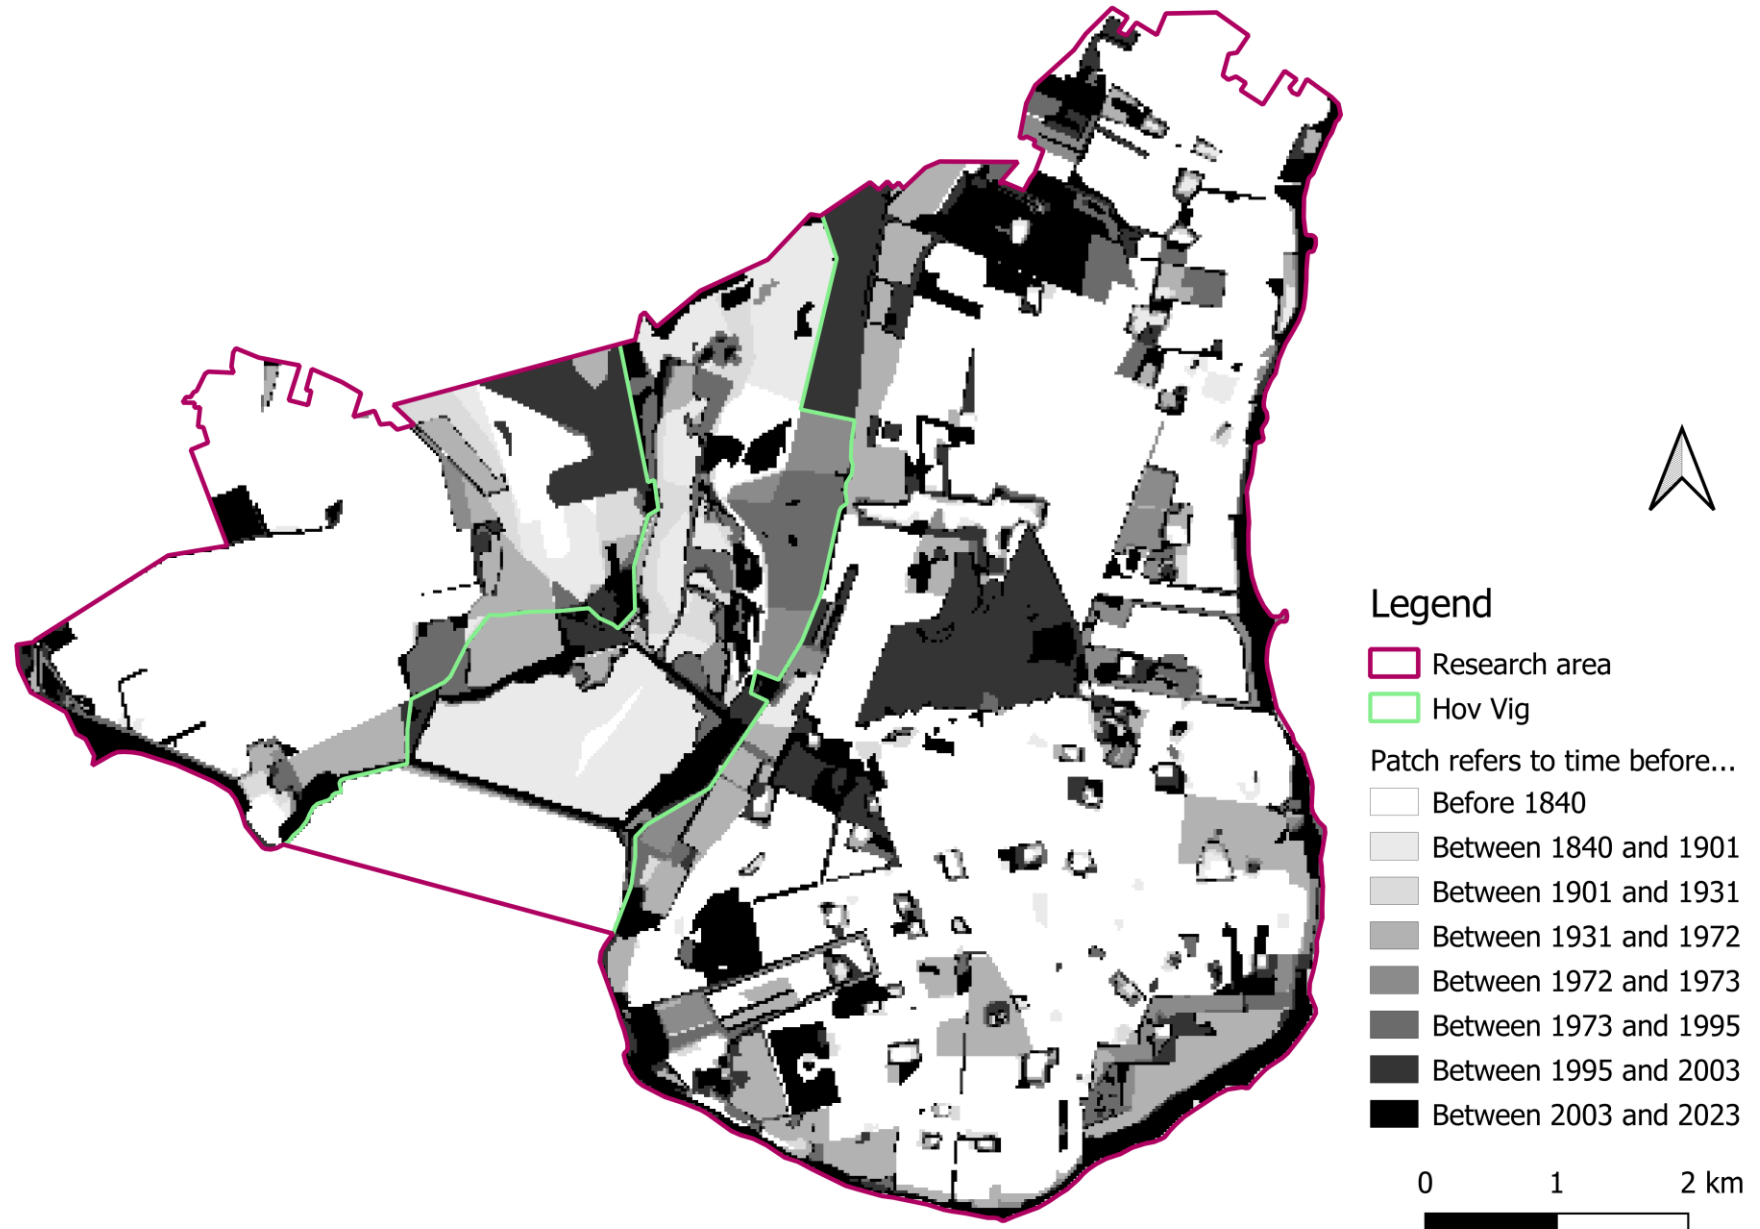 Legend
Research area
Hov Vig
Patch refers to time before...
Before 1840
Between 1840 and 1901
Between 1901 and 1931
Between 1931 and 1972
Between 1972 and 1973
Between 1973 and 1995
Between 1995 and 2003
Between 2003 and 2023
0 1 2 km